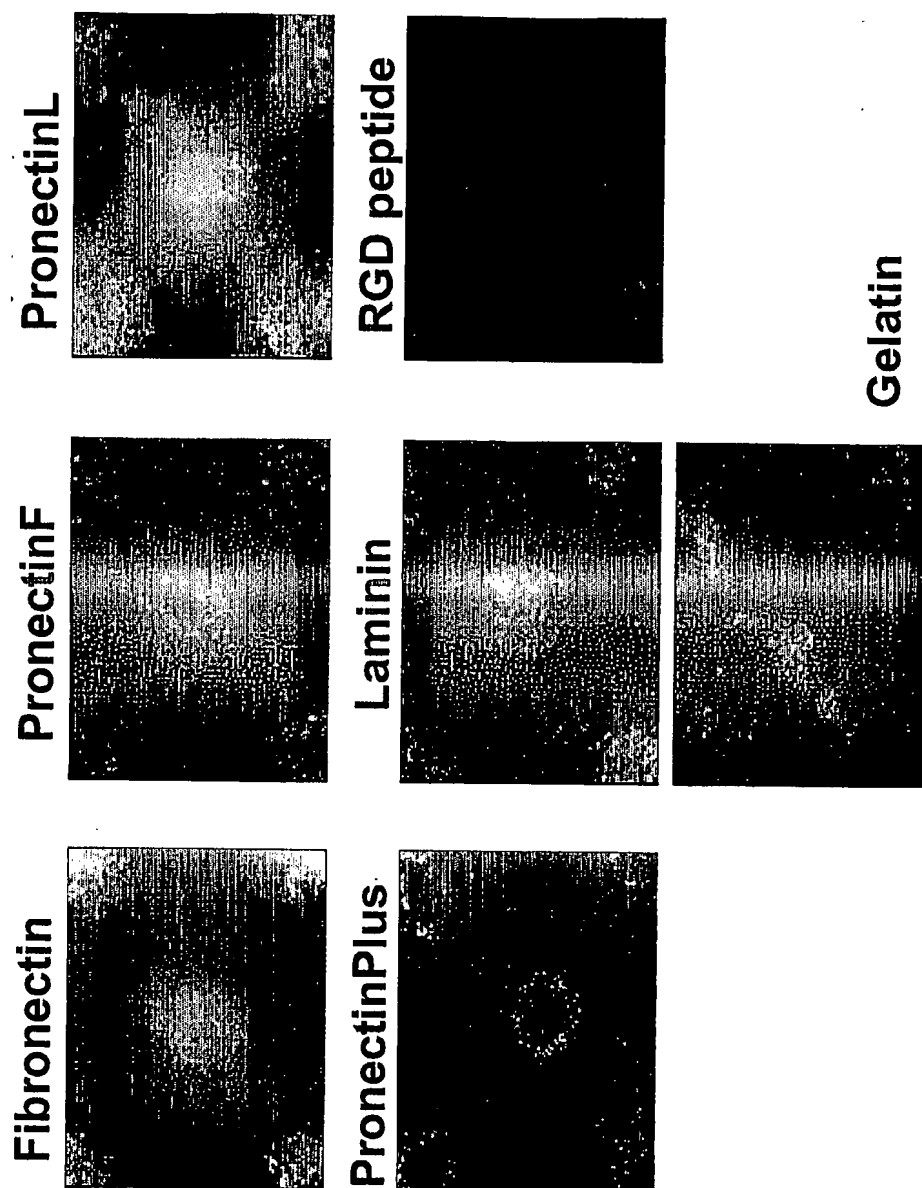 Fibronectin
PronectinF
PronectinL
PronectinPlus
Laminin
RGD peptide
Gelatin